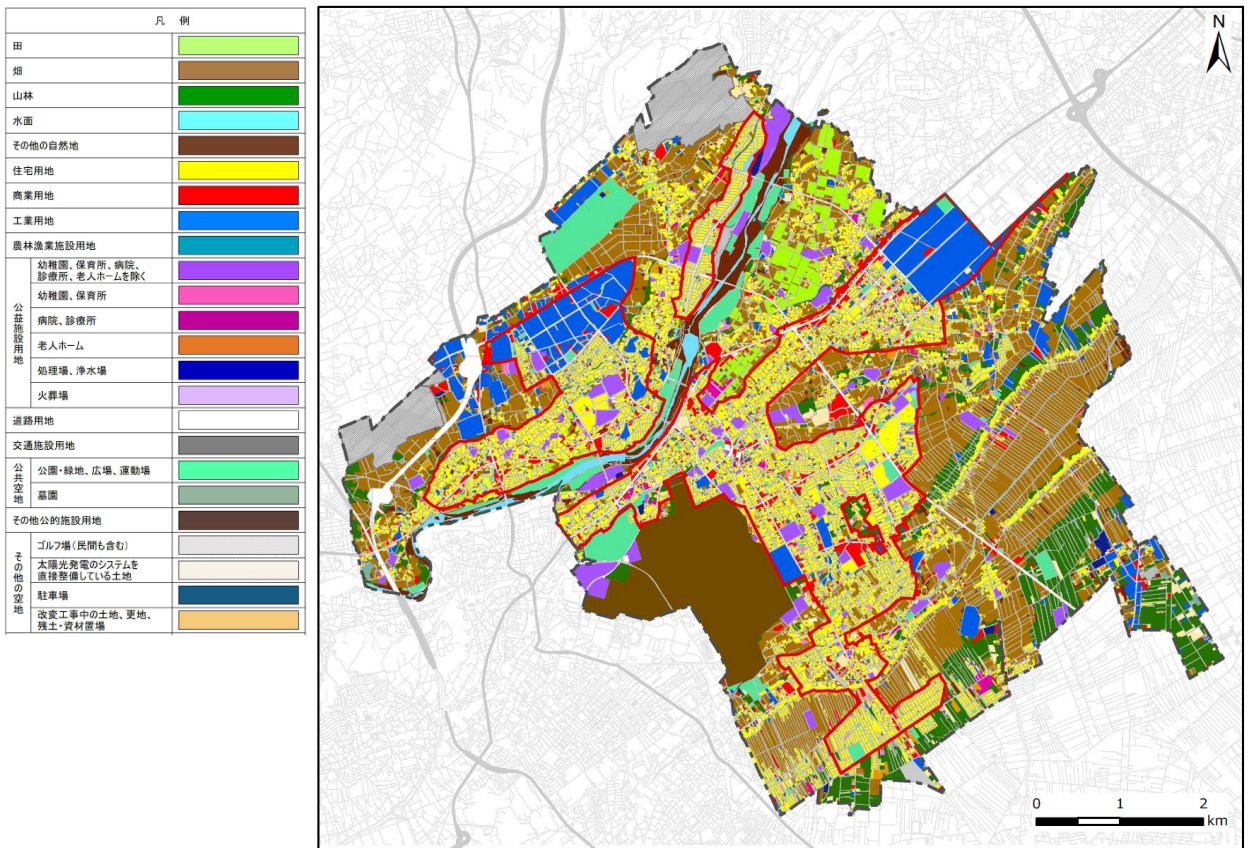 凡 例
田
畑
山林
水面
その他の自然地
住宅用地
商業用地
工業用地
農林漁業施設用地
公益施設用地
幼稚園、保育所、病院、
診療所、老人ホームを除く
幼稚園、保育所
病院、診療所
老人ホーム
処理場、浄水場
火葬場
道路用地
交通施設用地
公共空地
公園・緑地、広場、運動場
墓園
その他公的施設用地
その他の空地
ゴルフ場(民間も含む)
太陽光発電のシステムを
直接整備している土地
駐車場
改変工事中の土地、更地、
残土・資材置場
N
0 1 2
km